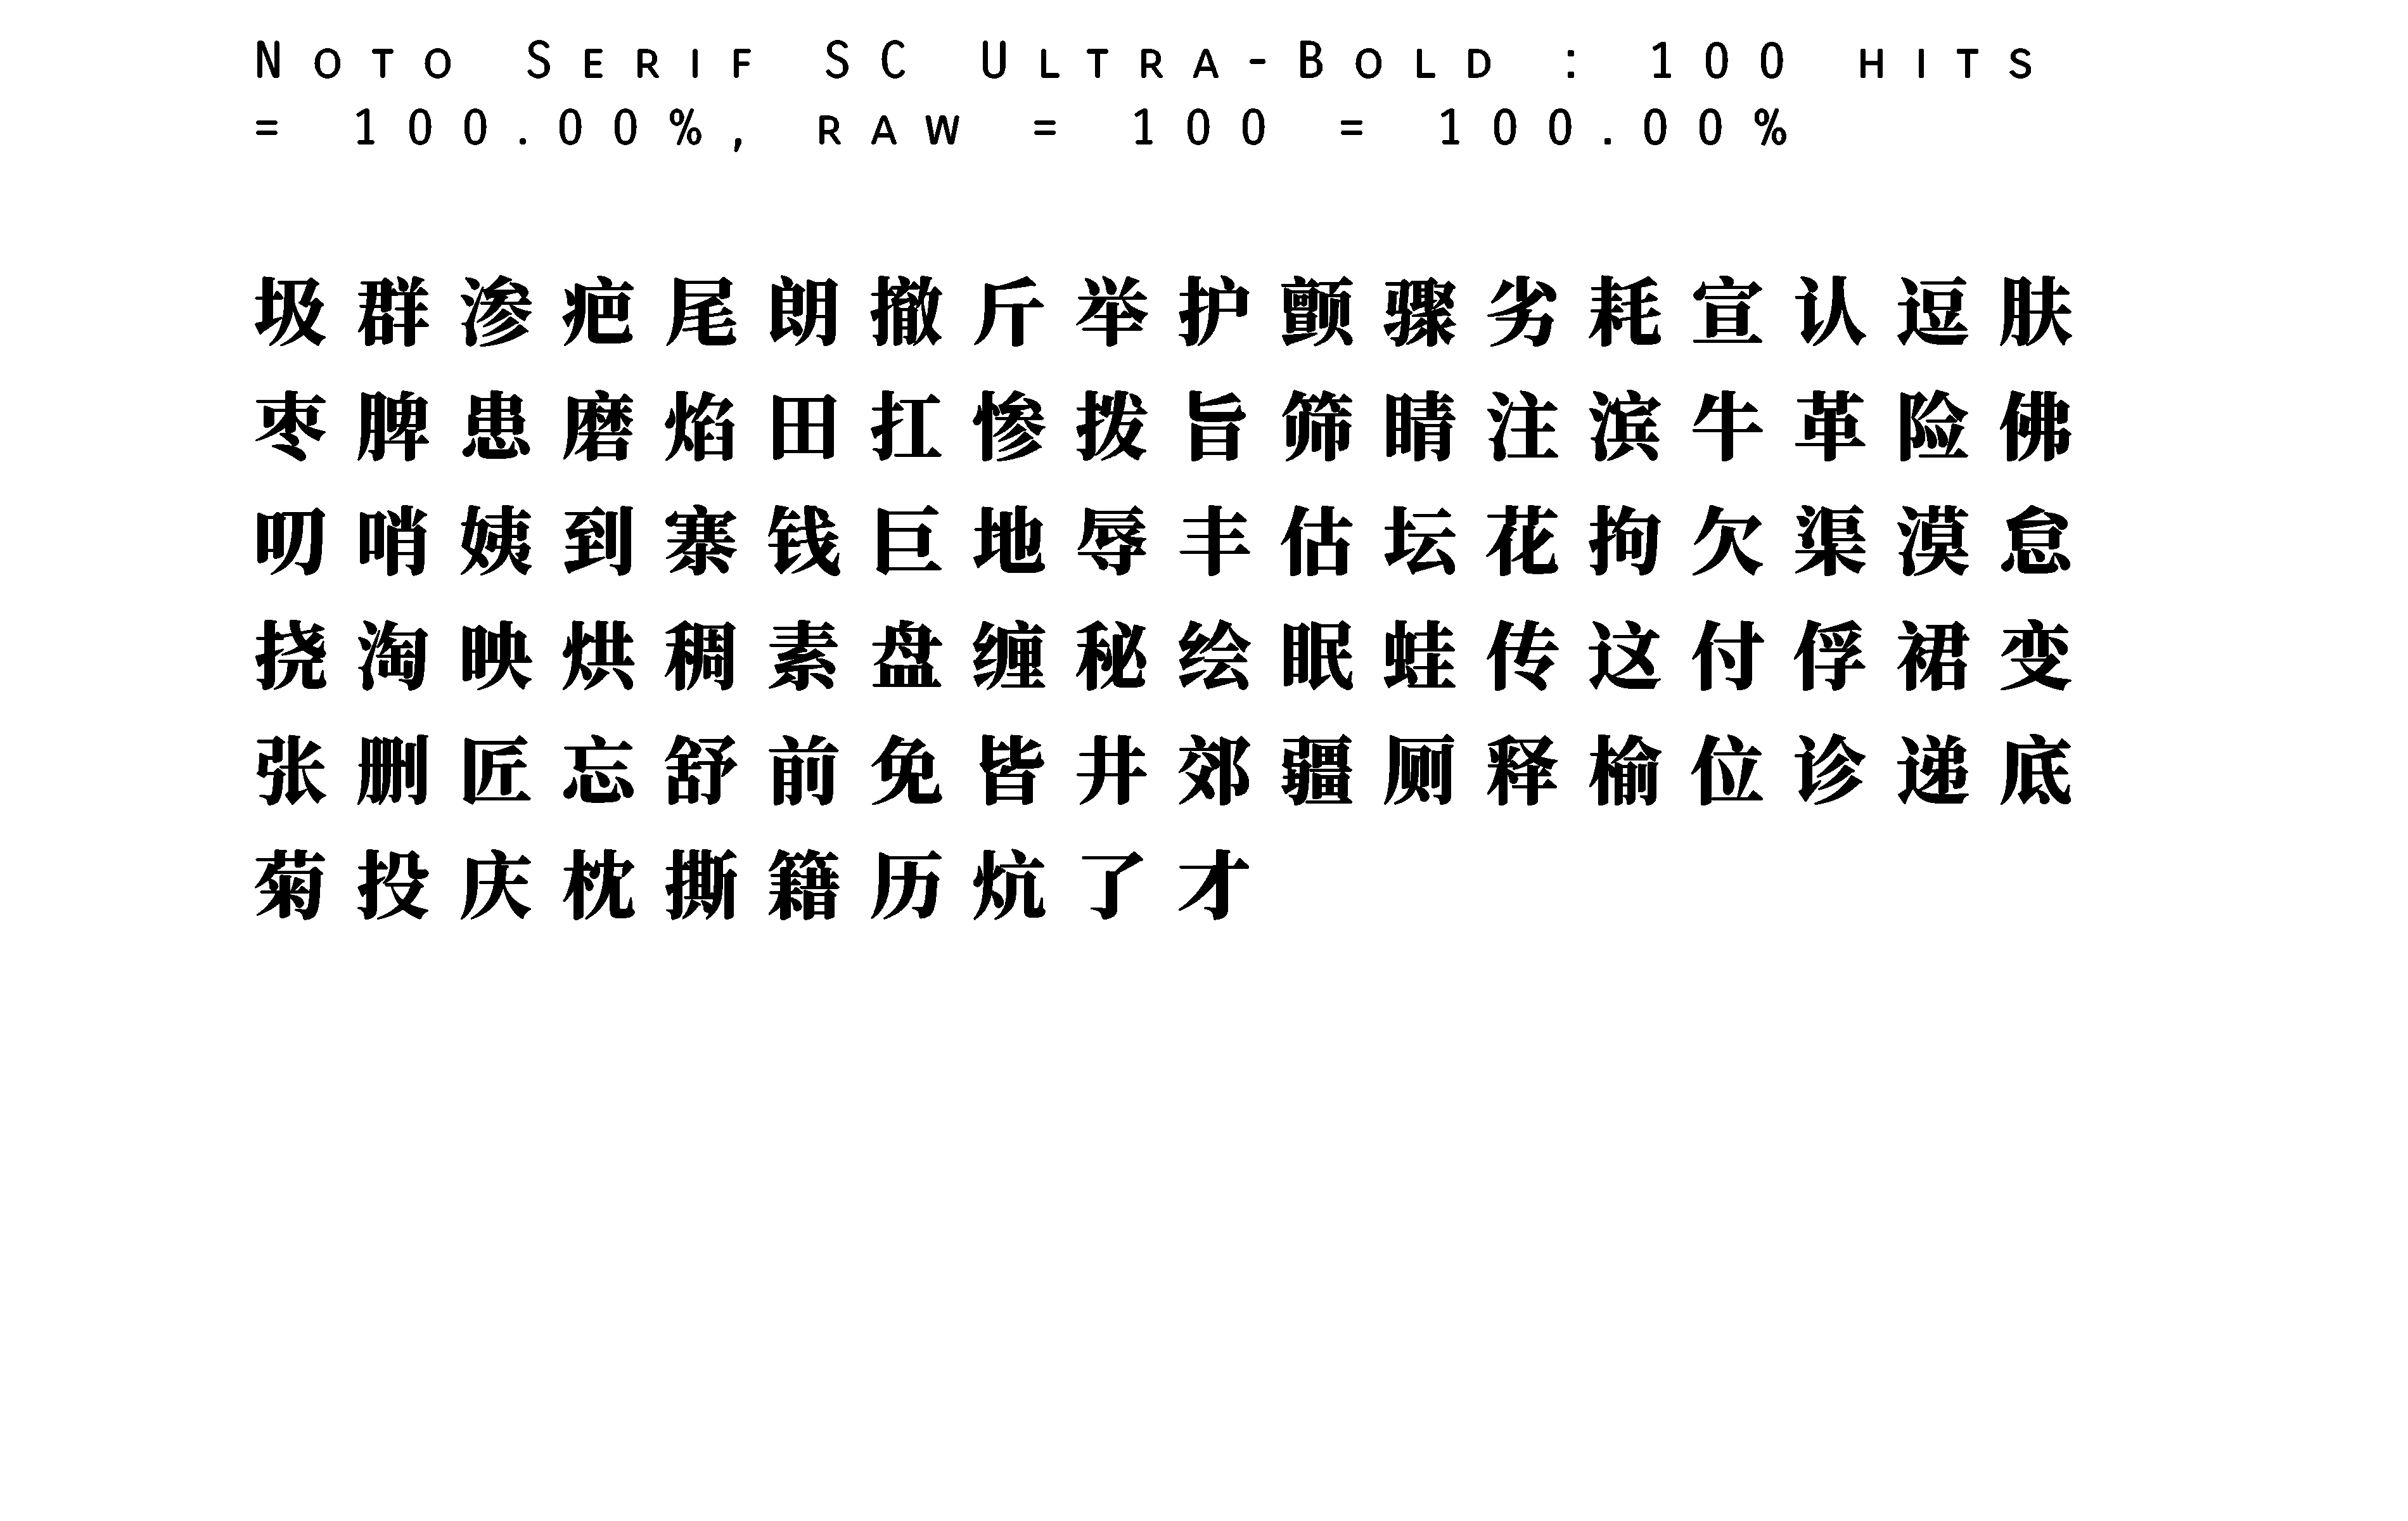 Noto Serif SC Ultra-Bold : 100 hits
= 100.00%, raw = 100 = 100.00%
圾群渗疤尾朗撤斤举护颤骤劣耗宣认逗肤
枣脾患磨焰田扛惨拨旨筛睛注滨牛革险佛
叨哨姨到寨钱巨地辱丰估坛花拘欠渠漠怠
挠淘映烘稠素盘缠秘绘眠蛙传这付俘裙变
张删匠忘舒前免皆井郊疆厕释榆位诊递底
菊投庆枕撕籍历炕了才